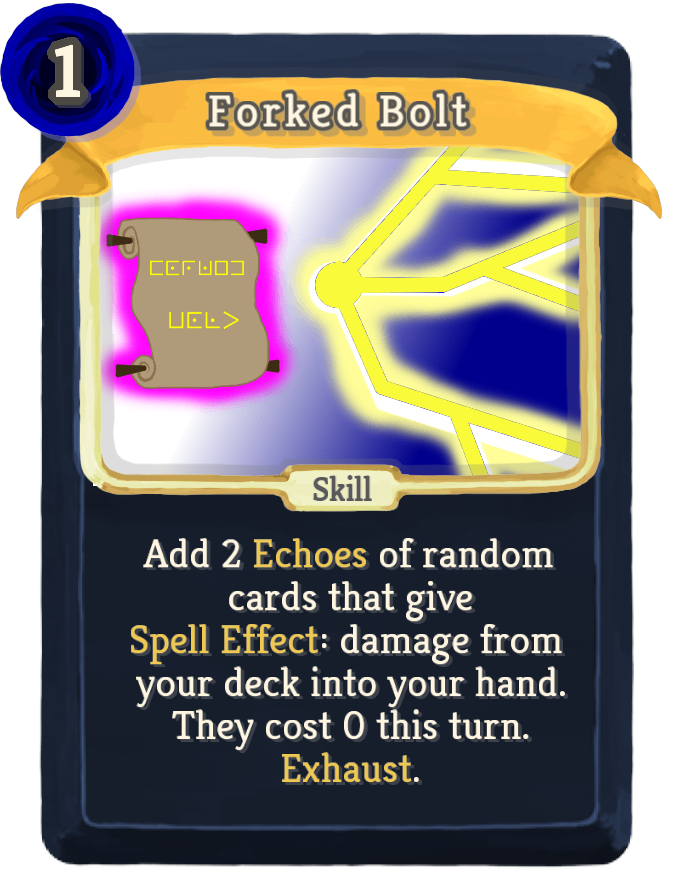 1
Forked Bolt
Skill
Add 2 Echoes of random
cards that give
Spell Effect: damage from
your deck into your hand.
They cost 0 this turn.
Exhaust.